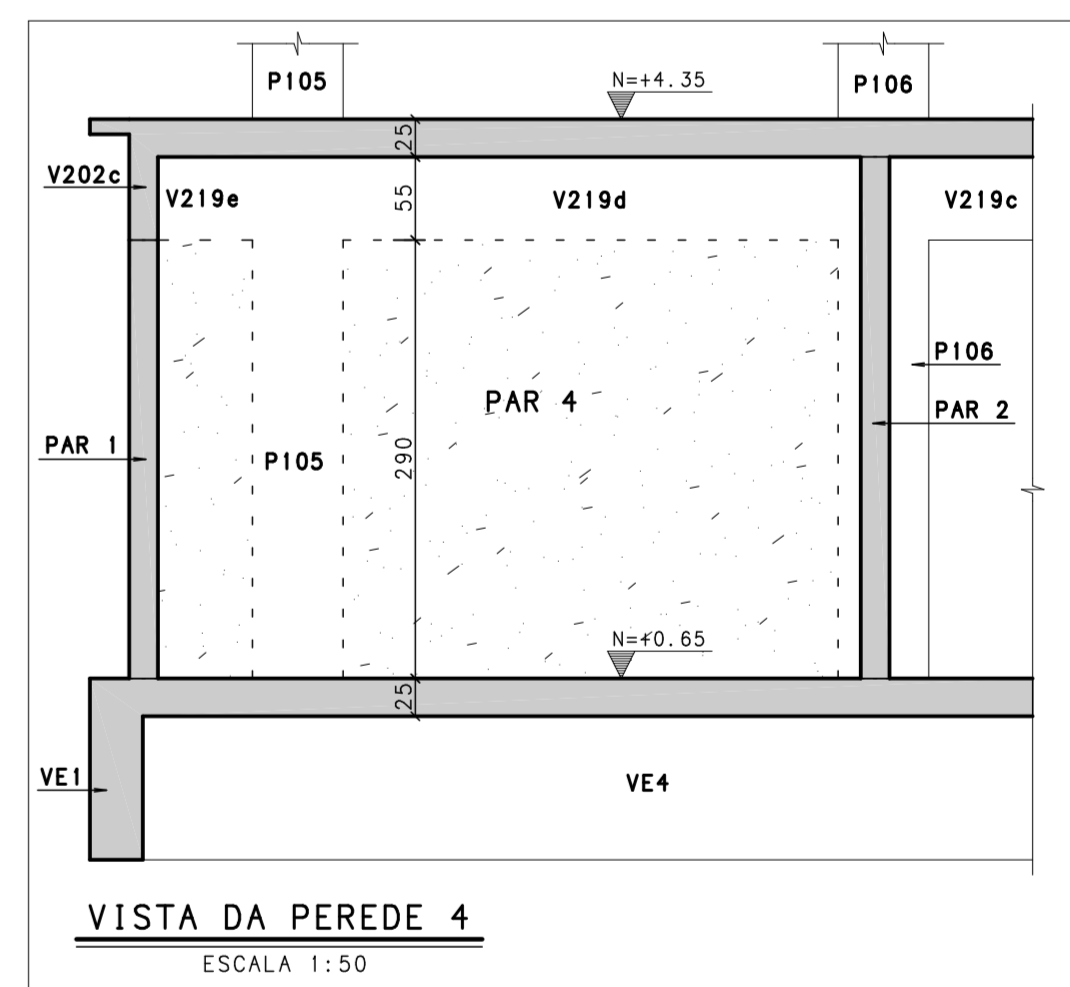 P105
N=+4.35
P106
25
V202c
V219e
55
V219d
V219c
P106
PAR 4
PAR 2
PAR 1
P105
290
N=+0.65
25
VE1
VE4
VISTA DA PEREDE 4
ESCALA 1:50